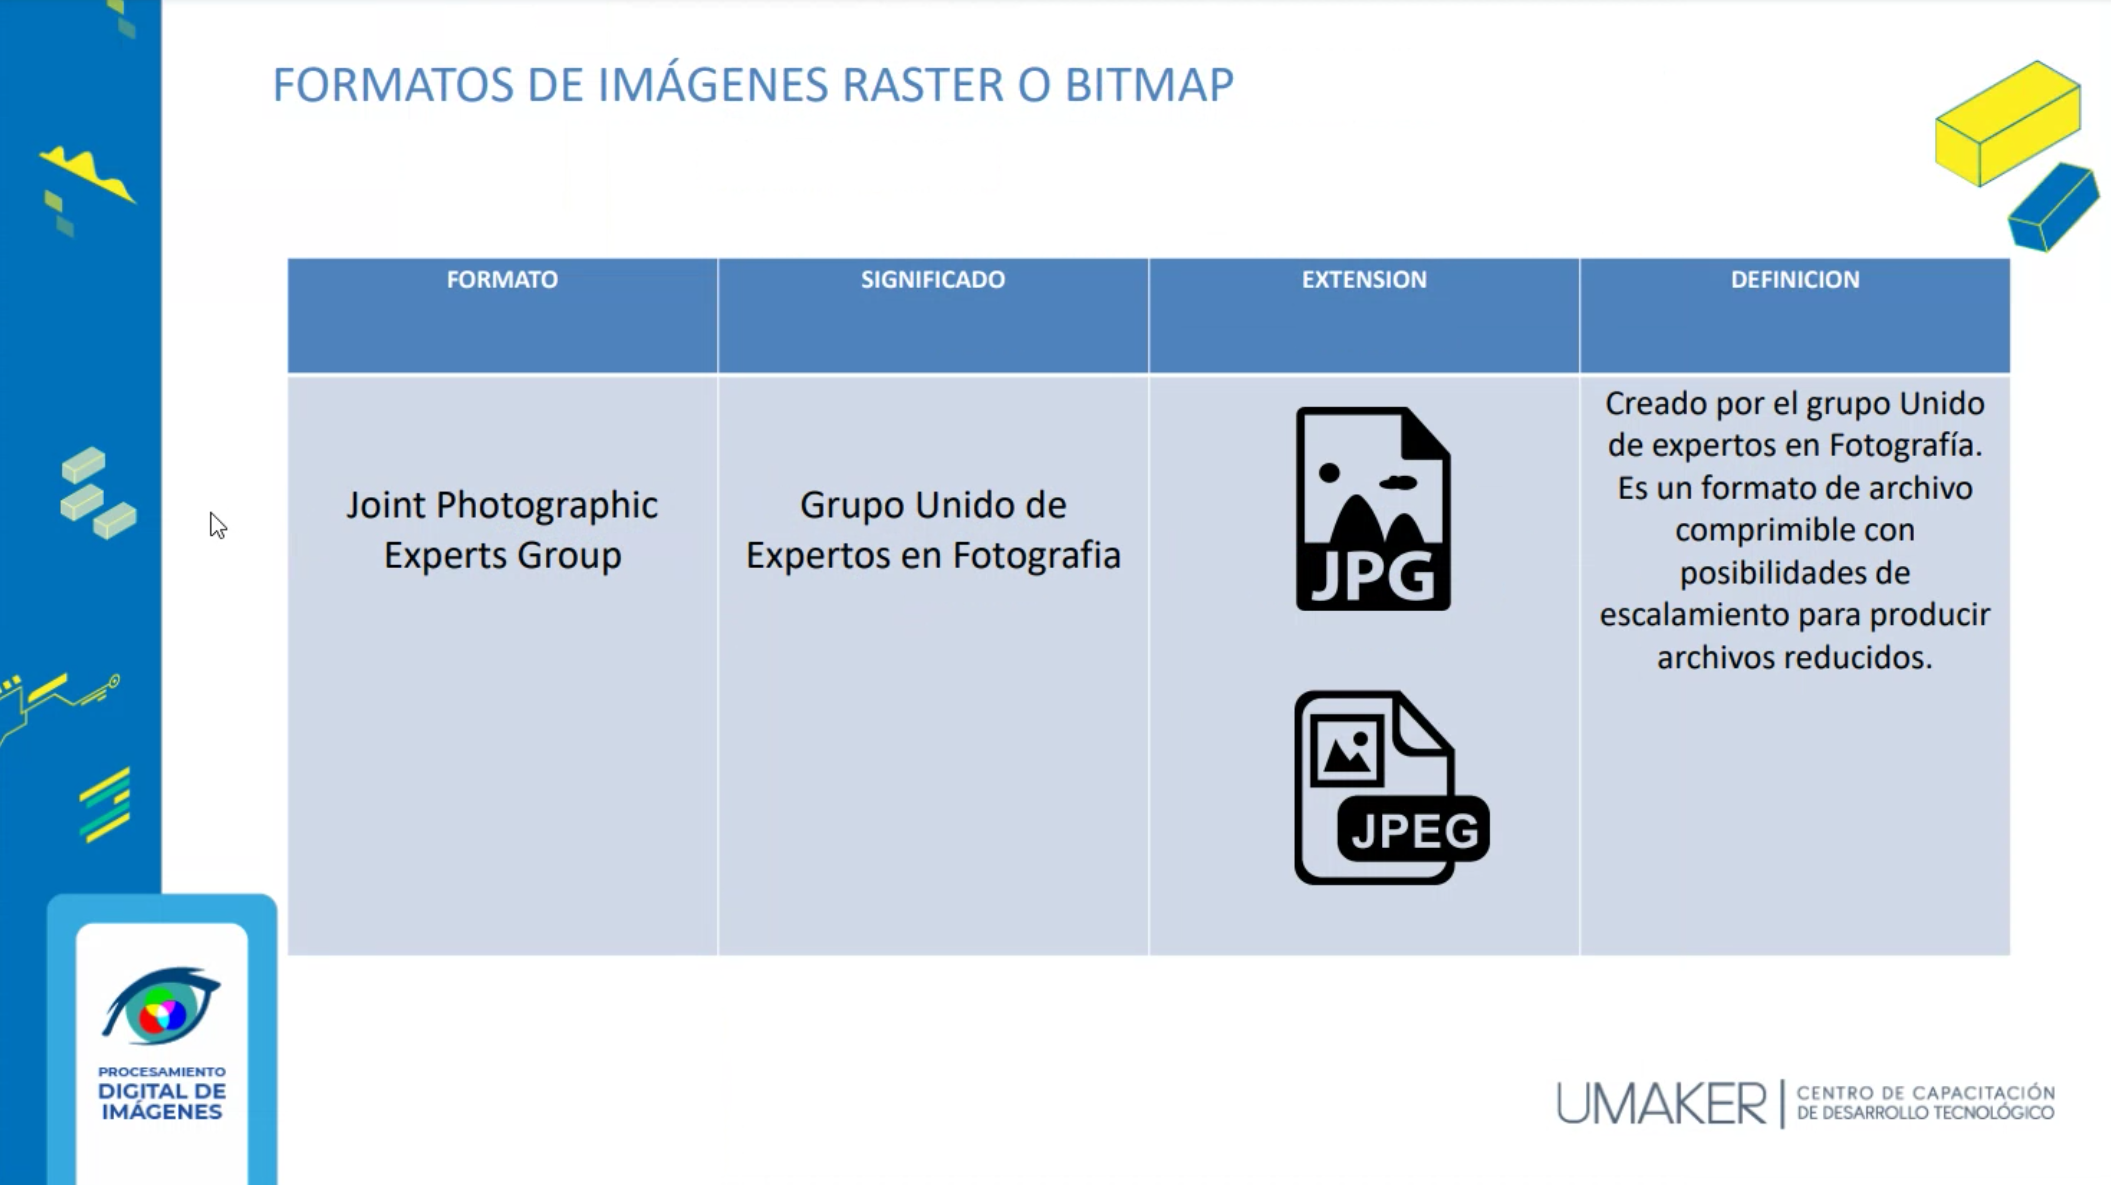 FORMATOS DE IMÁGENES RASTER O BITMAP
FORMATO
SIGNIFICADO
EXTENSION
DEFINICION
Joint Photographic
Experts Group
Grupo Unido de
Expertos en Fotografia
JPG
JPEG
Creado por el grupo Unido
de expertos en Fotografía.
Es un formato de archivo
comprimible con
posibilidades de
escalamiento para producir
archivos reducidos.
PROCESAMIENTO
DIGITAL DE
IMÁGENES
UMAKER
CENTRO DE CAPACITACIÓN
DE DESARROLLO TECNOLÓGICO